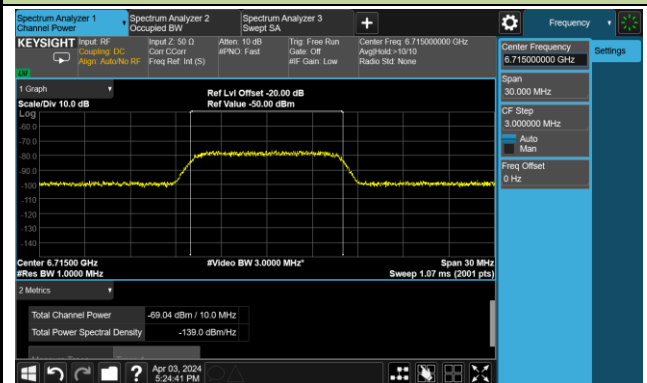 Spectrum Analyzer 1
Channel Power
Spectrum Analyzer 2
Occupied BW
Spectrum Analyzer 3
Swept SA
Frequency
KEYSIGHT
Input: RF
Coupling: DC
Align: Auto/No RF
Input Z: 50 Ω
Corr CCorr
Freq Ref: Int (S)
Atten: 10 dB
#PNO: Fast
Trig: Free Run
Gate: Off
#IF Gain: Low
Center Freq: 6.715000000 GHz
Avg|Hold:>10/10
Radio Std: None
Center Frequency
6.715000000 GHz
Settings
Span
30.000 MHz
CF Step
3.000000 MHz
Auto
Man
Freq Offset
0 Hz
1 Graph
Scale/Div 10.0 dB
Ref Lvl Offset -20.00 dB
Ref Value -50.00 dBm
Log
-60.0
-70.0
-80.0
-90.0
-100
-110
-120
-130
-140
Center 6.71500 GHz
#Res BW 1.0000 MHz
#Video BW 3.0000 MHz*
Span 30 MHz
Sweep 1.07 ms (2001 pts)
2 Metrics
Total Channel Power -69.04 dBm / 10.0 MHz
Total Power Spectral Density -139.0 dBm/Hz
Apr 03, 2024
5:24:41 PM